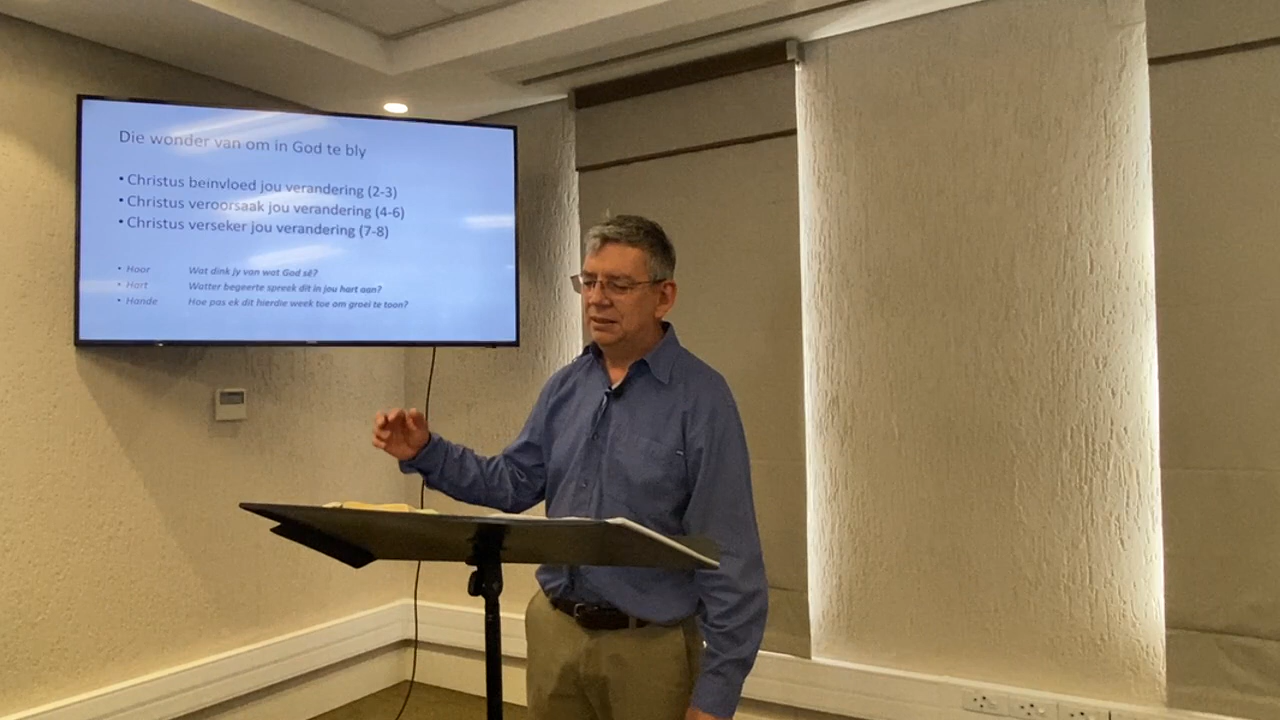 Die wonder van om in God te bly
• Christus beïnvloed jou verandering (2-3)
• Christus veroorsaak jou verandering (4-6)
• Christus verseker jou verandering (7-8)
• Hoor Wat dink jy van wat God sê?
• Hart Watter begeerte spreek dit in jou hart aan?
• Hande Hoe pas ek dit hierdie week toe om groei te toon?